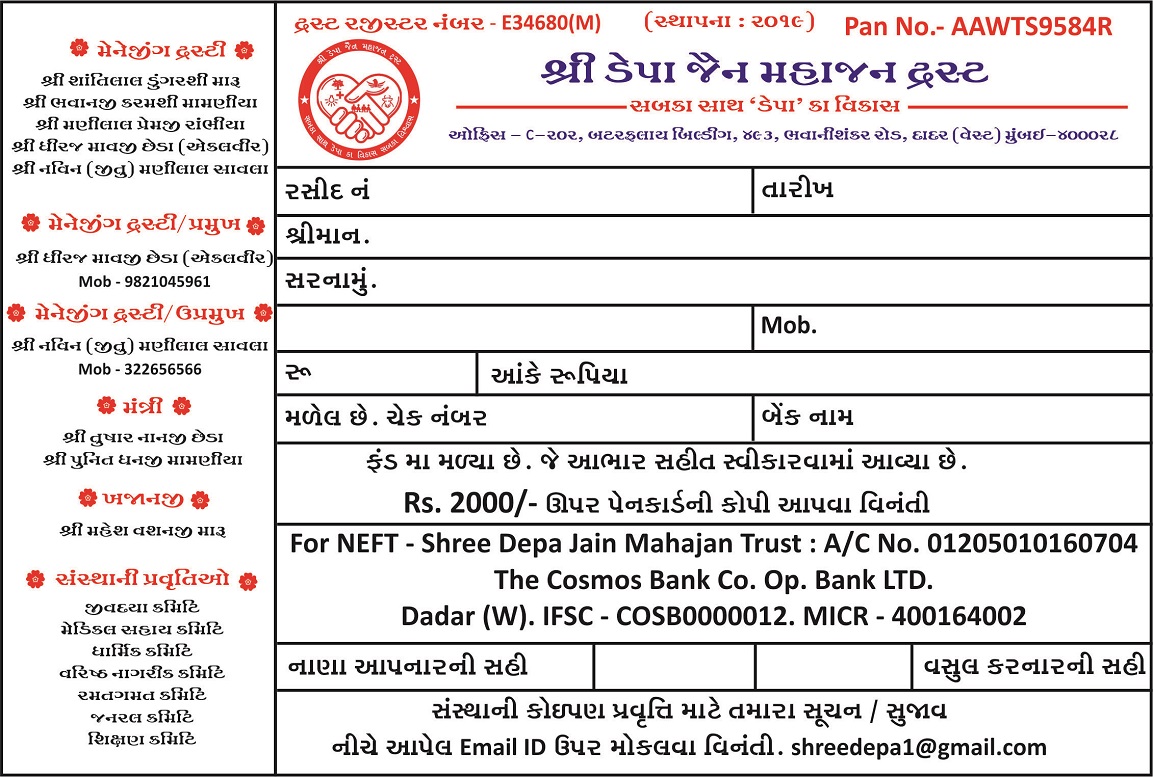 મેનેજીંગ ટ્રસ્ટી
શ્રી શાંતિલાલ ડુંગરશી મારૂ
શ્રી ભવાનજી કરમશી મામણીયા
શ્રી મણીલાલ પ્રેમજી રાંભીયા
શ્રી ધીરજ માવજી છેડા (એકલવીર)
શ્રી નવિન (જીતુ) મણીલાલ સાવલા
મેનેજીંગ ટ્રસ્ટી/પ્રમુખ
શ્રી ધીરજ માવજી છેડા (એકલવીર)
Mob - 9821045961
મેનેજીંગ ટ્રસ્ટી/ઉપ્રમુખ
શ્રી નવિન (જીતુ) મણીલાલ સાવલા
Mob - 322656566
મંત્રી
શ્રી તુષાર નાનજી છેડા
શ્રી પુનિત ધનજી મામણીયા
ખજાનજી
શ્રી મહેશ વશનજી મારૂ
સંસ્થાની પ્રવૃતિઓ
જીવદયા કમિટિ
મેડિકલ સહાય કમિટિ
ધાર્મિક કમિટિ
વરિષ્ઠ નાગરીક કમિટિ
રમતગમત કમિટિ
જનરલ કમિટિ
શિક્ષણ કમિટિ
ટ્રસ્ટ રજીસ્ટર નંબર - E34680(M) (સ્થાપના : ૨૦૧૯) Pan No.- AAWTS9584R
શ્રી ડેપા જૈન મહાજન ટ્રસ્ટ
સબકા સાથ ડેપા કા વિકાસ સબકા વિશ્વાસ
શ્રી ડેપા જૈન મહાજન ટ્રસ્ટ
સબકા સાથ ‘ડેપા’ કા વિકાસ
ઓફિસ – C-૨૦૨, બટરફલાય બિલ્ડીંગ, ૪૯૩, ભવાનીશંકર રોડ, દાદર (વેસ્ટ) મુંબઇ-૪૦૦૦૨૮
રસીદ નં તારીખ
શ્રીમાન.
સરનામું.
Mob.
રૂ આંકે રૂપિયા
મળેલ છે. ચેક નંબર બેંક નામ
ફંડ મા મળ્યા છે. જે આભાર સહીત સ્વીકારવામાં આવ્યા છે.
Rs. 2000/- ઊપર પેનકાર્ડની કોપી આપવા વિનંતી
For NEFT - Shree Depa Jain Mahajan Trust : A/C No. 01205010160704
The Cosmos Bank Co. Op. Bank LTD.
Dadar (W). IFSC - COSB0000012. MICR - 400164002
નાણા આપનારની સહી વસુલ કરનારની સહી
સંસ્થાની કોઇપણ પ્રવૃત્તિ માટે તમારા સૂચન / સુજાવ
નીચે આપેલ Email ID ઉપર મોકલવા વિનંતી. shreedepa1@gmail.com